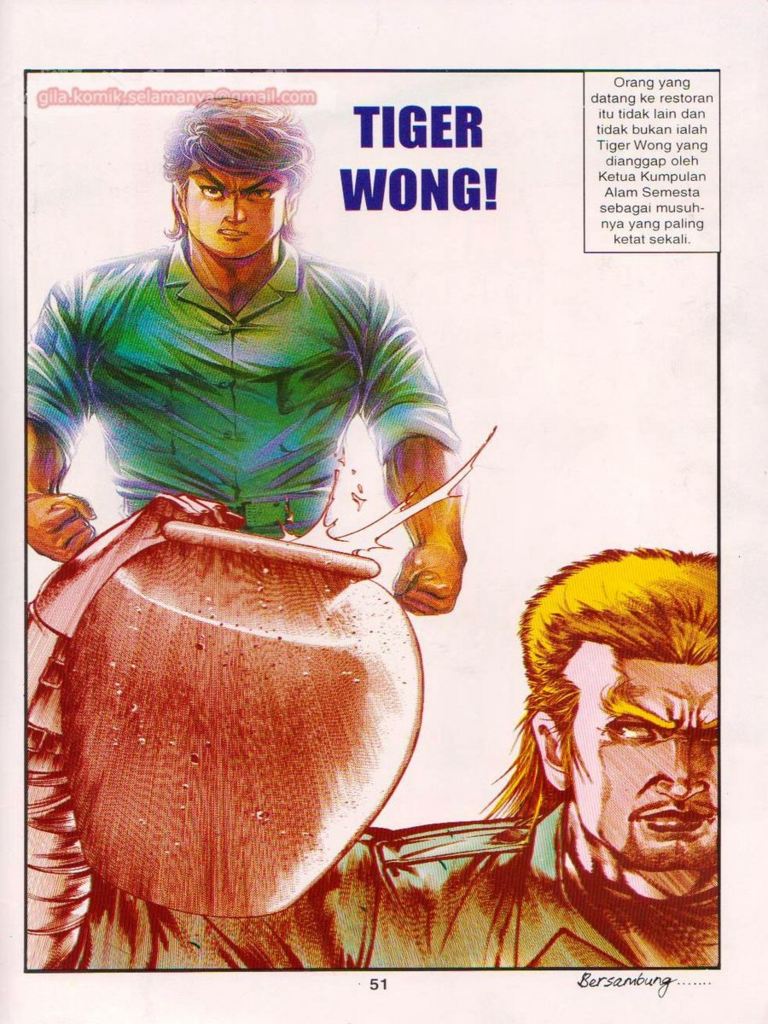 gila.komik.selamanya@gmail.com
TIGER
WONG!
Orang yang
datang ke restoran
itu tidak lain dan
tidak bukan ialah
Tiger Wong yang
dianggap oleh
Ketua Kumpulan
Alam Semesta
sebagai musuh-
nya yang paling
ketat sekali.
51
Bersambung.......